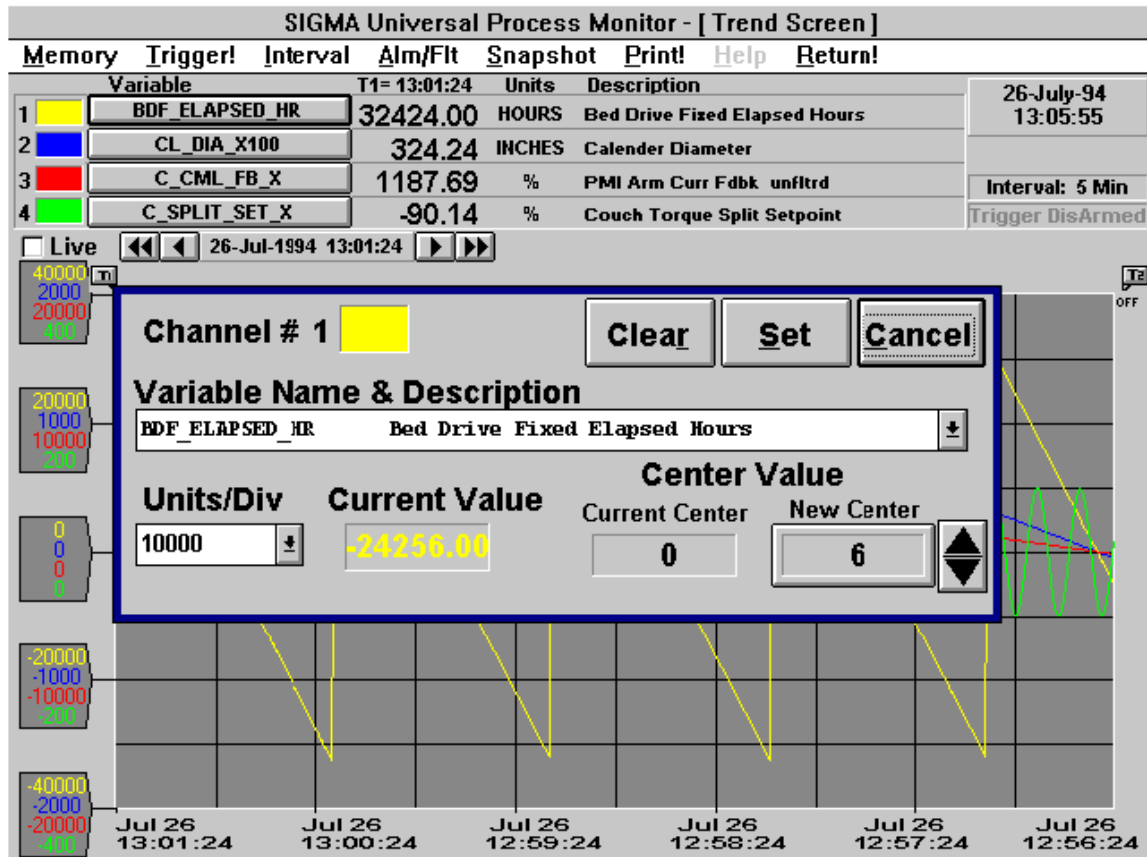 SIGMA Universal Process Monitor - [ Trend Screen ]
Memory Trigger! Interval Alm/Flt Snapshot Print! Help Return!
Variable T1= 13:01:24 Units Description
26-July-94
13:05:55
1 BDF_ELAPSED_HR 32424.00 HOURS Bed Drive Fixed Elapsed Hours
2 CL_DIA_X100 324.24 INCHES Calender Diameter
3 C_CML_FB_X 1187.69 % PMI Arm Curr Fdbk unfltrd
Interval: 5 Min
4 C_SPLIT_SET_X -90.14 % Couch Torque Split Setpoint
Trigger DisArmed
Live 26-Jul-1994 13:01:24
40000
2000
20000
400
T1
T2
OFF
Channel # 1
Clear Set Cancel
Variable Name & Description
BDF_ELAPSED_HR Bed Drive Fixed Elapsed Hours
Units/Div Current Value Center Value
Current Center New Center
10000 -24256.00 0 6
20000
1000
10000
200
0
0
0
0
-20000
-1000
-10000
-200
-40000
-2000
-20000
-400
Jul 26 Jul 26 Jul 26 Jul 26 Jul 26 Jul 26
13:01:24 13:00:24 12:59:24 12:58:24 12:57:24 12:56:24